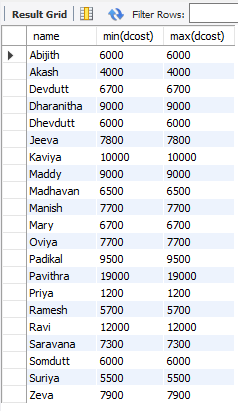 Result Grid Filter Rows:
name min(dcost) max(dcost)
Abijith 6000 6000
Akash 4000 4000
Devdutt 6700 6700
Dharanitha 9000 9000
Dhevdutt 6000 6000
Jeeva 7800 7800
Kaviya 10000 10000
Maddy 9000 9000
Madhavan 6500 6500
Manish 7700 7700
Mary 6700 6700
Oviya 7700 7700
Padikal 9500 9500
Pavithra 19000 19000
Priya 1200 1200
Ramesh 5700 5700
Ravi 12000 12000
Saravana 7300 7300
Somdutt 6000 6000
Suriya 5500 5500
Zeva 7900 7900